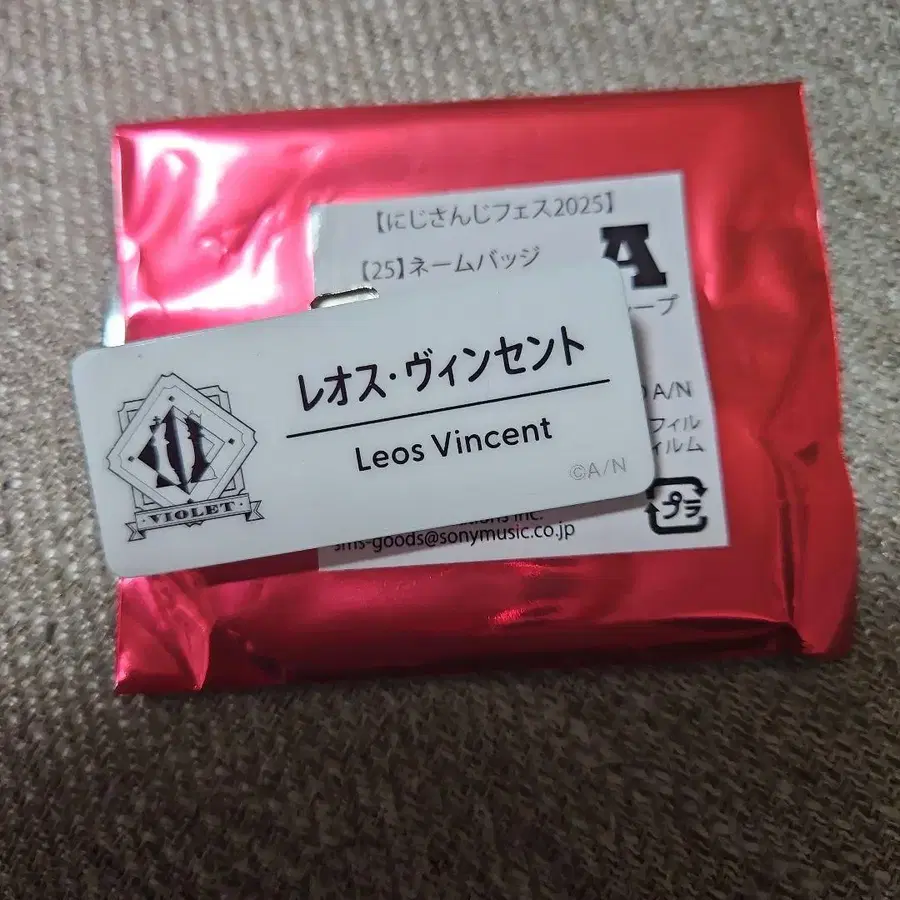 【にじさんじフェス2025】
【25】ネームバッジ
A
ープ
レオス・ヴィンセント
Leos Vincent
©A/N
VIOLET
A/N
フィル
ィルム
プラ
inc.
sms-goods@sonymusic.co.jp